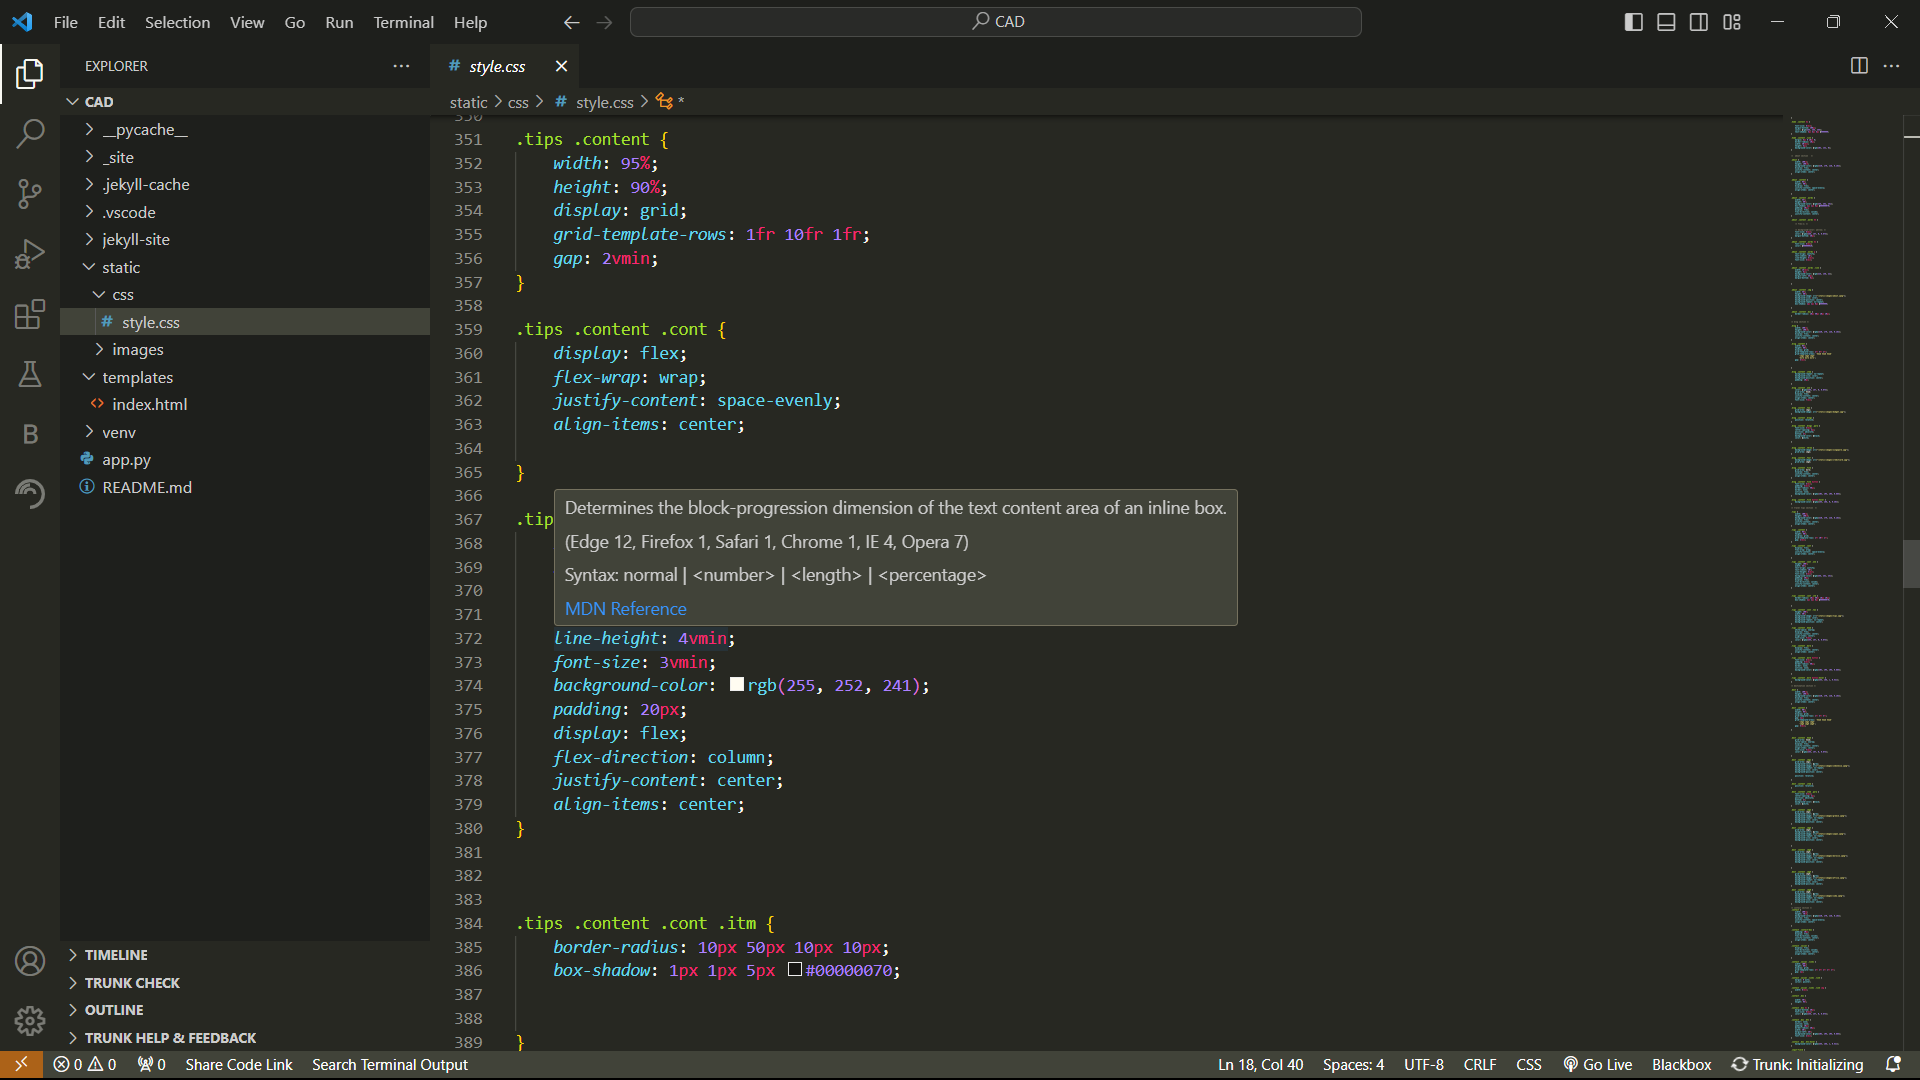 File Edit Selection View Go Run Terminal Help
CAD
EXPLORER
# style.css
CAD
static > css > # style.css > *
__pycache__
_site
.jekyll-cache
.vscode
jekyll-site
static
css
# style.css
images
templates
<> index.html
venv
app.py
README.md
TIMELINE
TRUNK CHECK
OUTLINE
TRUNK HELP & FEEDBACK
350
351 .tips .content {
352 width: 95%;
353 height: 90%;
354 display: grid;
355 grid-template-rows: 1fr 10fr 1fr;
356 gap: 2vmin;
357 }
358
359 .tips .content .cont {
360 display: flex;
361 flex-wrap: wrap;
362 justify-content: space-evenly;
363 align-items: center;
364
365 }
366
367 .tip
368
369
370
371
Determines the block-progression dimension of the text content area of an inline box.
(Edge 12, Firefox 1, Safari 1, Chrome 1, IE 4, Opera 7)
Syntax: normal | <number> | <length> | <percentage>
MDN Reference
372 line-height: 4vmin;
373 font-size: 3vmin;
374 background-color: rgb(255, 252, 241);
375 padding: 20px;
376 display: flex;
377 flex-direction: column;
378 justify-content: center;
379 align-items: center;
380 }
381
382
383
384 .tips .content .cont .itm {
385 border-radius: 10px 50px 10px 10px;
386 box-shadow: 1px 1px 5px #00000070;
387
388
389 }
0 0 0 Share Code Link Search Terminal Output Ln 18, Col 40 Spaces: 4 UTF-8 CRLF CSS Go Live Blackbox Trunk: Initializing